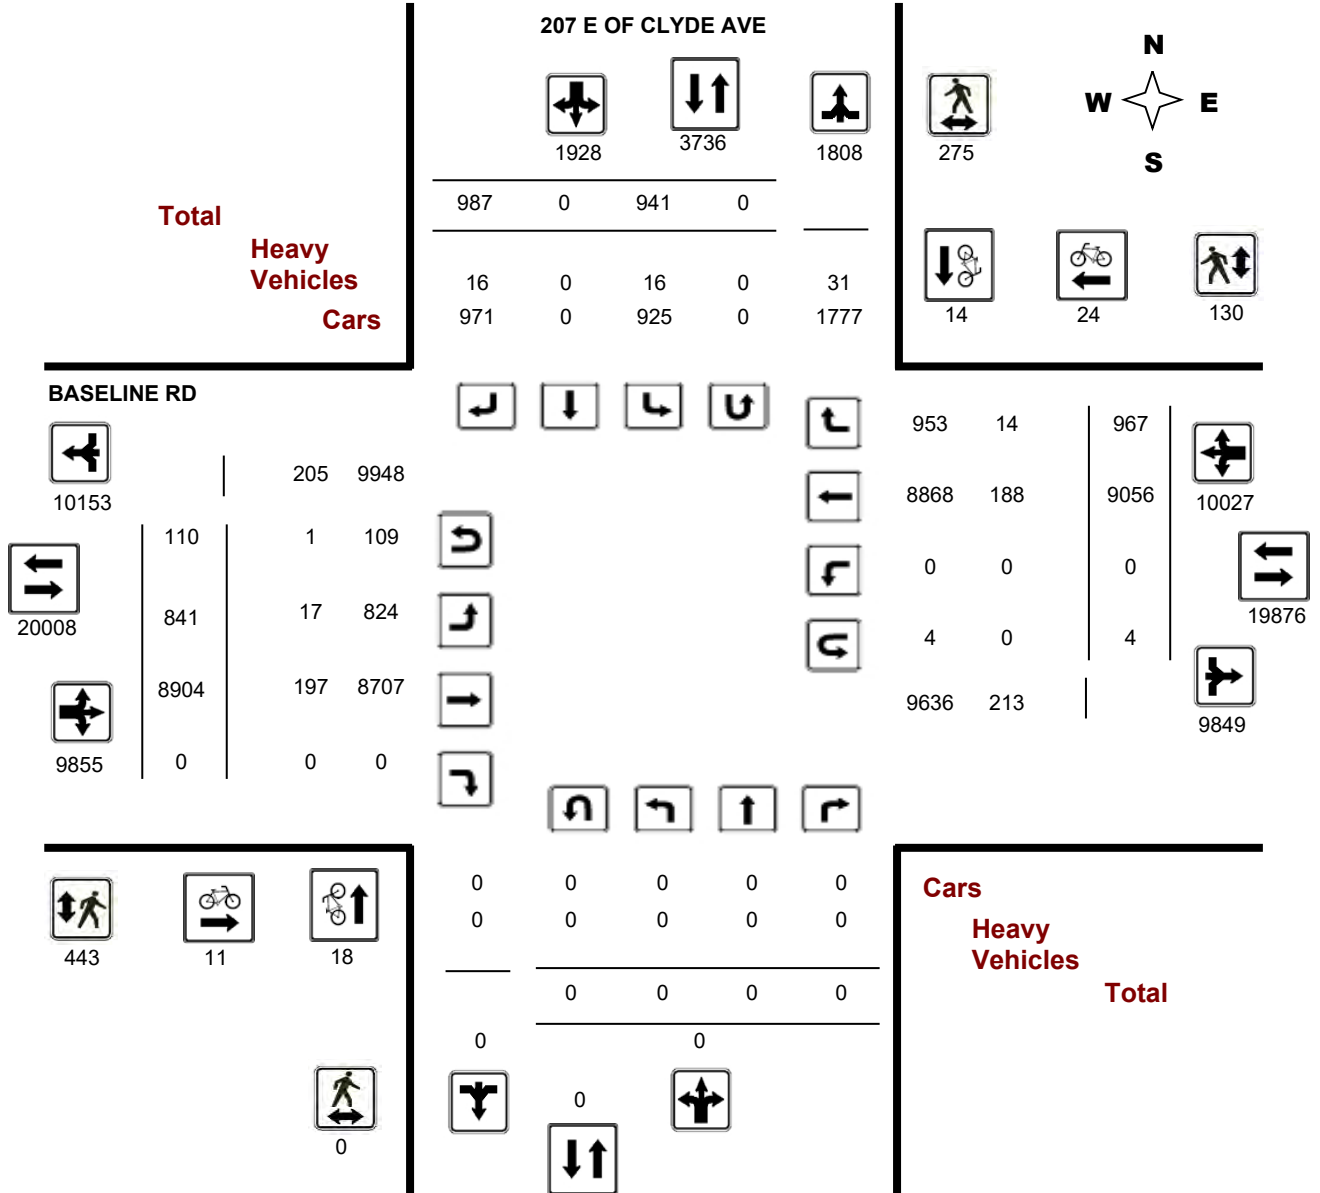 207 E OF CLYDE AVE
N
W E
S
1928 3736 1808 275
987 0 941 0
Total
Heavy
Vehicles
16 0 16 0 31
Cars
971 0 925 0 1777
14 24 130
BASELINE RD
953 14 967
205 9948
10153
8868 188 9056 10027
110 1 109
0 0 0
841 17 824
20008
19876
4 0 4
8904 197 8707
9636 213
9849
9855 0 0 0
0 0 0 0 0
Cars
0 0 0 0 0
Heavy
Vehicles
443 11 18
0 0 0 0
Total
0 0
0
0